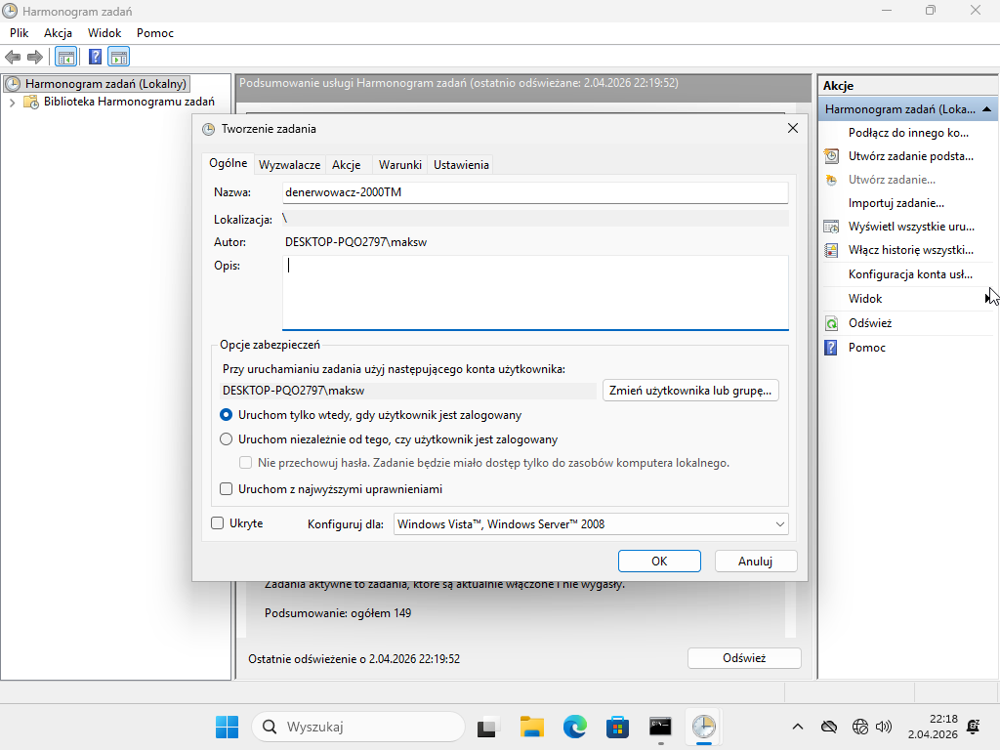 Harmonogram zadań
Plik Akcja Widok Pomoc
Harmonogram zadań (Lokalny)
Biblioteka Harmonogramu zadań
Podsumowanie usługi Harmonogram zadań (ostatnio odświeżane: 2.04.2026 22:19:52)
Tworzenie zadania
Ogólne Wyzwalacze Akcje Warunki Ustawienia
Nazwa: denerwowacz-2000TM
Lokalizacja: \
Autor: DESKTOP-PQO2797\maksw
Opis:
Opcje zabezpieczeń
Przy uruchamianiu zadania użyj następującego konta użytkownika:
DESKTOP-PQO2797\maksw Zmień użytkownika lub grupę...
Uruchom tylko wtedy, gdy użytkownik jest zalogowany
Uruchom niezależnie od tego, czy użytkownik jest zalogowany
Nie przechowuj hasła. Zadanie będzie miało dostęp tylko do zasobów komputera lokalnego.
Uruchom z najwyższymi uprawnieniami
Ukryte Konfiguruj dla: Windows Vista™, Windows Server™ 2008
OK Anuluj
Zadania aktywne to zadania, które są aktualnie włączone i nie wygasły.
Podsumowanie: ogółem 149
Ostatnie odświeżenie o 2.04.2026 22:19:52 Odśwież
Akcje
Harmonogram zadań (Loka...
Podłącz do innego ko...
Utwórz zadanie podsta...
Utwórz zadanie...
Importuj zadanie...
Wyświetl wszystkie uru...
Włącz historię wszystki...
Konfiguracja konta usł...
Widok
Odśwież
Pomoc
Wyszukaj
22:18
2.04.2026